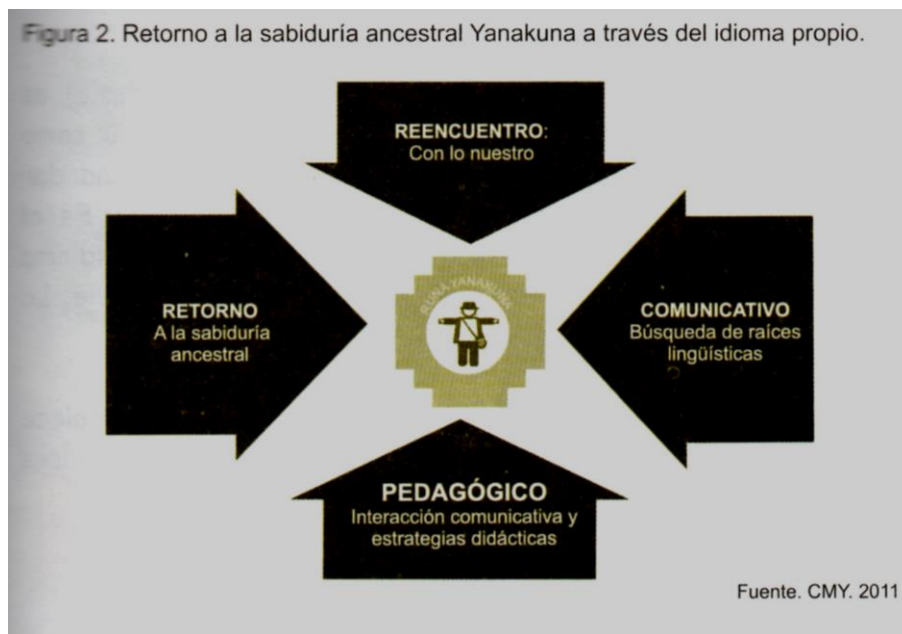 Figura 2. Retorno a la sabiduría ancestral Yanakuna a través del idioma propio.
REENCUENTRO:
Con lo nuestro
RETORNO
A la sabiduría
ancestral
RUNA YANAKUNA
COMUNICATIVO
Búsqueda de raíces
lingüísticas
PEDAGÓGICO
Interacción comunicativa y
estrategias didácticas
Fuente. CMY. 2011